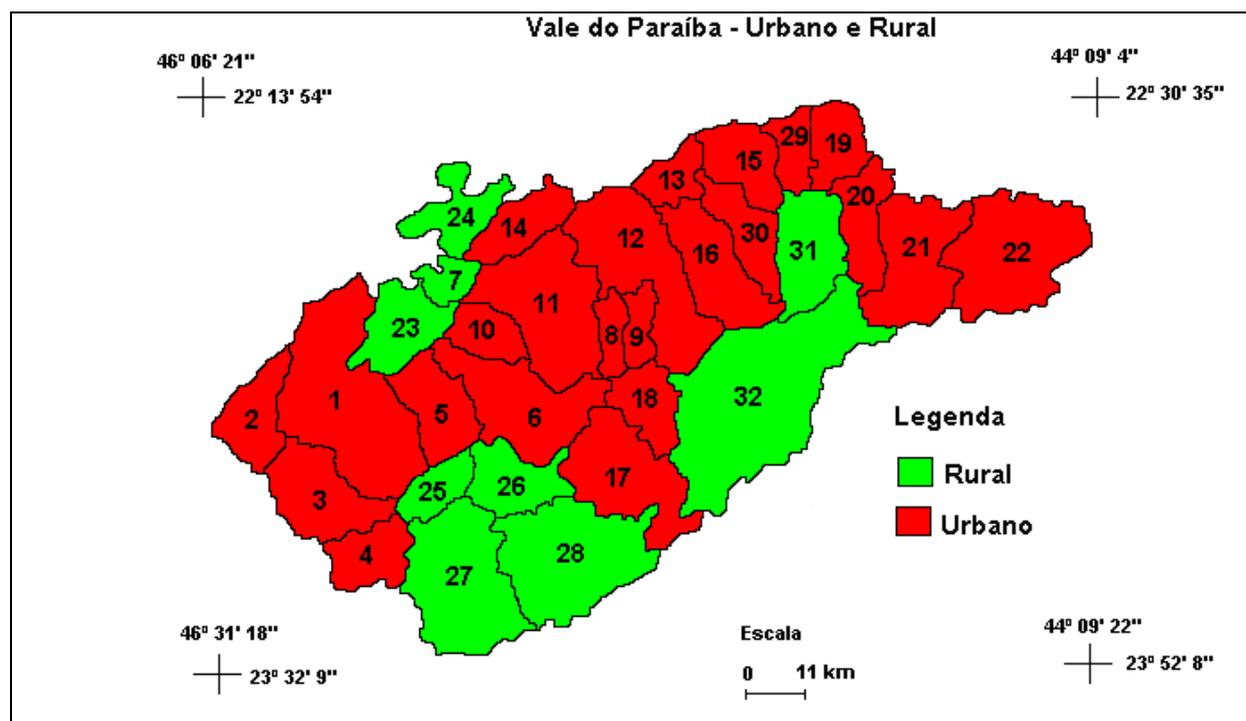 Vale do Paraíba - Urbano e Rural
46º 06' 21"
22º 13' 54"
44º 09' 4"
22º 30' 35"
29
19
15
13
20
24
14
12
30
16
31
21
22
7
11
23
10
8
9
1
5
6
18
32
2
Legenda
3
25
26
17
Rural
Urbano
4
27
28
46º 31' 18"
23º 32' 9"
Escala
0 11 km
44º 09' 22"
23º 52' 8"